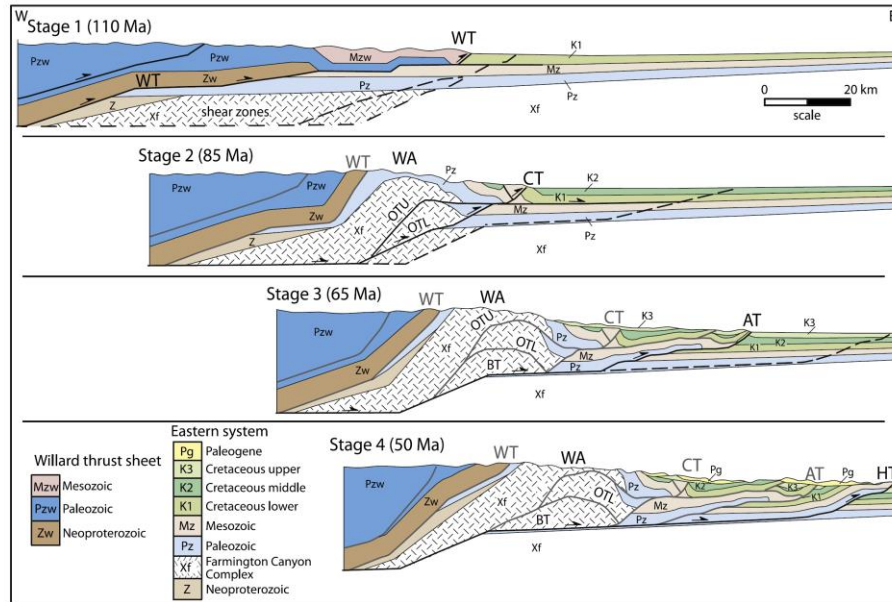 W
E
Stage 1 (110 Ma)
WT
K1
Pzw
Pzw
Mzw
Mz
WT
Zw
Pz
Pz
0 20 km
scale
Z
Xf
shear zones
Xf
Stage 2 (85 Ma)
WT
WA
Pz
CT
K2
Pzw
Pzw
K1
Zw
OTU
OTL
Mz
Z
Xf
Pz
Xf
Stage 3 (65 Ma)
WT
WA
CT
K3
AT
K3
Pzw
OTU
Pz
K2
K1
Xf
OTL
Mz
Zw
BT
Pz
Xf
Stage 4 (50 Ma)
WT
WA
CT
Pg
AT
Pg
HT
Pzw
Pz
K2
K3
Zw
Xf
OTL
K1
Mz
BT
Pz
Xf
Willard thrust sheet
Mzw Mesozoic
Pzw Paleozoic
Zw Neoproterozoic
Eastern system
Pg Paleogene
K3 Cretaceous upper
K2 Cretaceous middle
K1 Cretaceous lower
Mz Mesozoic
Pz Paleozoic
Xf Farmington Canyon
Complex
Z Neoproterozoic